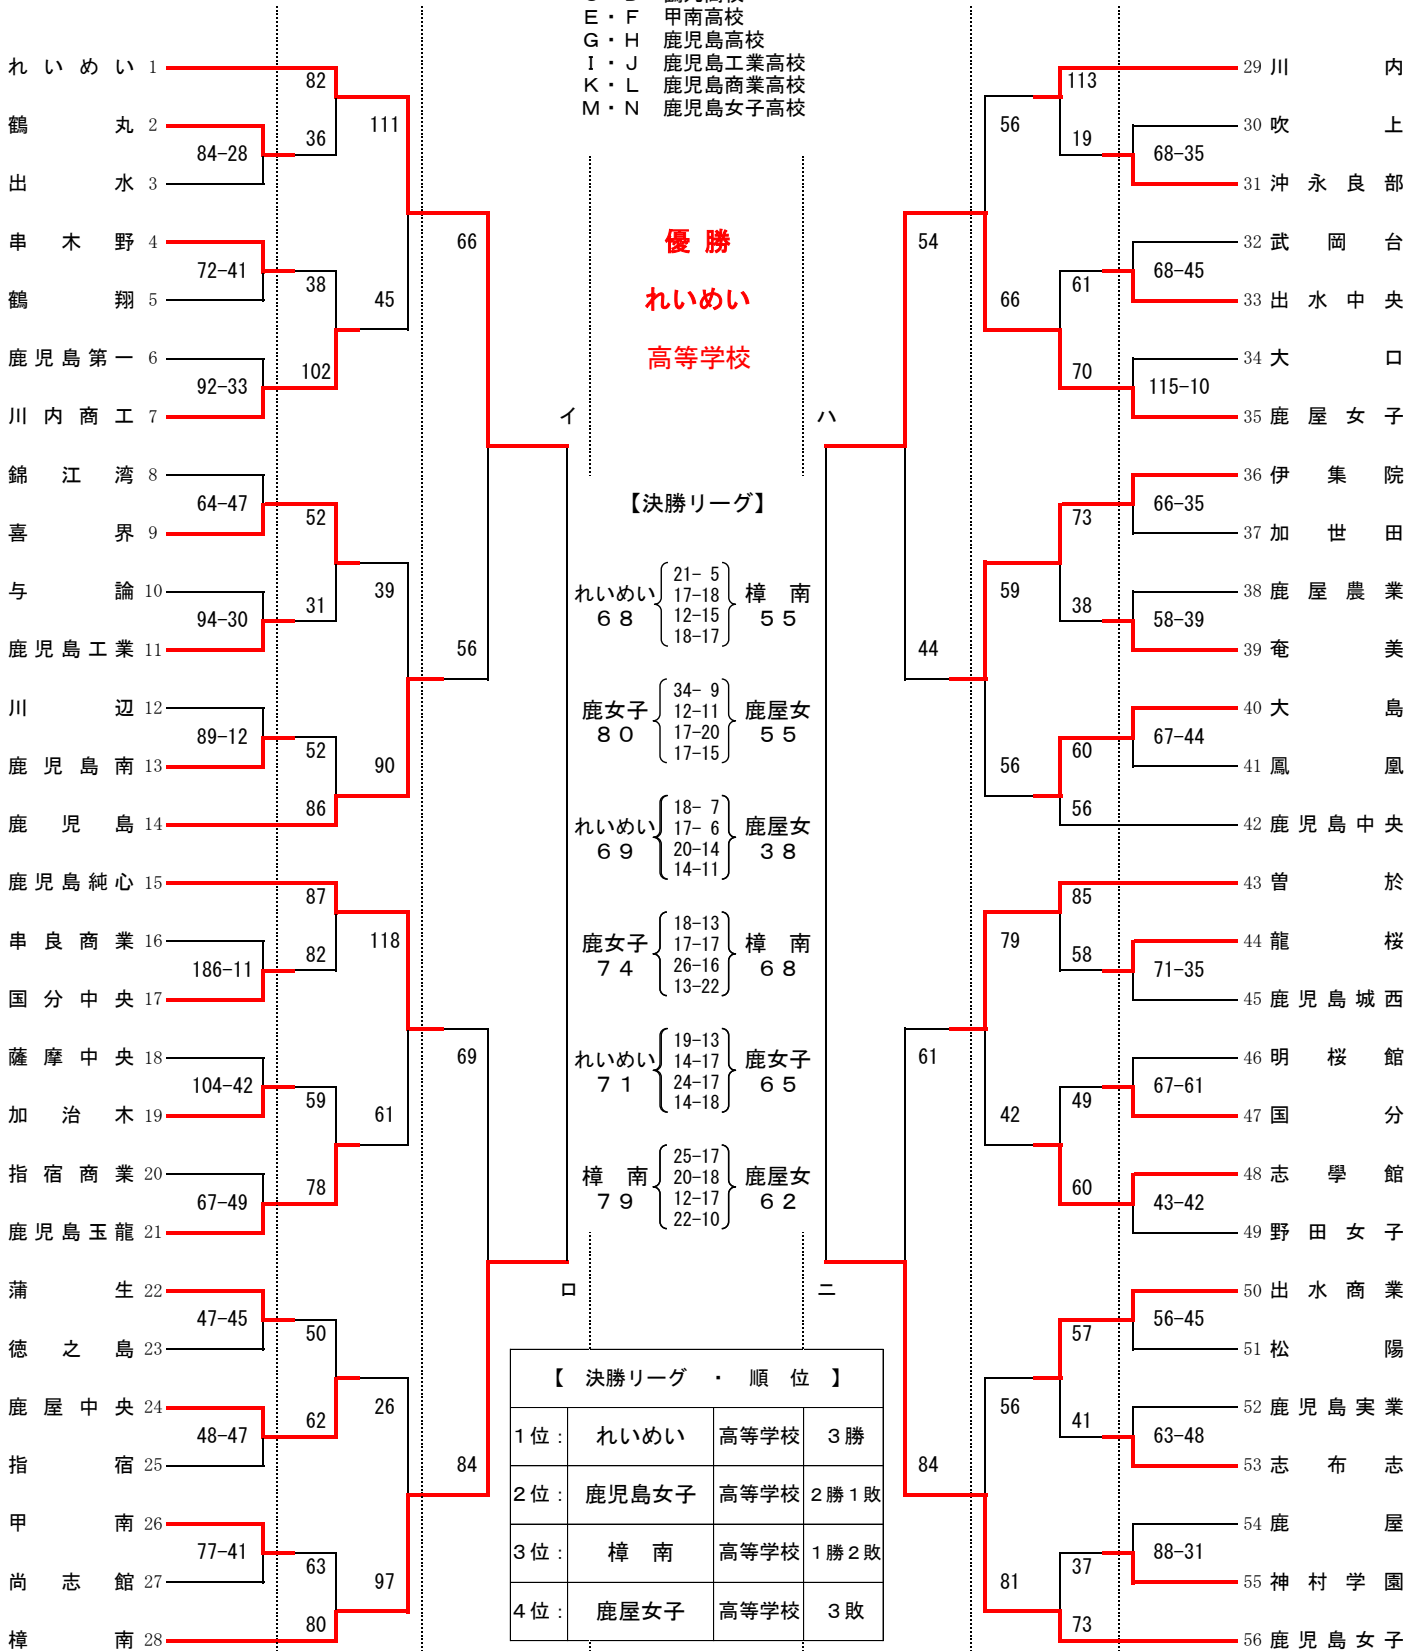 E・F 甲南高校
G・H 鹿児島高校
I・J 鹿児島工業高校
K・L 鹿児島商業高校
M・N 鹿児島女子高校
れいめい 1
鶴丸 2
出水 3
串木野 4
鶴翔 5
鹿児島第一 6
川内商工 7
錦江湾 8
喜界 9
与論 10
鹿児島工業 11
川辺 12
鹿児島南 13
鹿児島 14
鹿児島純心 15
串良商業 16
国分中央 17
薩摩中央 18
加治木 19
指宿商業 20
鹿児島玉龍 21
蒲生 22
徳之島 23
鹿屋中央 24
指宿 25
甲南 26
尚志館 27
樟南 28
84-28
72-41
92-33
64-47
94-30
89-12
186-11
104-42
67-49
47-45
48-47
77-41
82
36
38
102
52
31
52
86
87
82
59
78
50
62
63
80
111
45
39
90
118
61
26
97
66
56
69
84
イ
ロ
優勝
れいめい
高等学校
【決勝リーグ】
れいめい 68
21- 5
17-18
12-15
18-17
樟南 55
鹿女子 80
34- 9
12-11
17-20
17-15
鹿屋女 55
れいめい 69
18- 7
17- 6
20-14
14-11
鹿屋女 38
鹿女子 74
18-13
17-17
26-16
13-22
樟南 68
れいめい 71
19-13
14-17
24-17
14-18
鹿女子 65
樟南 79
25-17
20-18
12-17
22-10
鹿屋女 62
【 決勝リーグ ・ 順 位 】
1位: れいめい 高等学校 3勝
2位: 鹿児島女子 高等学校 2勝1敗
3位: 樟南 高等学校 1勝2敗
4位: 鹿屋女子 高等学校 3敗
ハ
ニ
54
44
61
84
56
66
59
56
79
42
56
81
113
19
61
70
73
38
60
56
85
58
49
60
57
41
37
73
68-35
68-45
115-10
66-35
58-39
67-44
71-35
67-61
43-42
56-45
63-48
88-31
29 川内
30 吹上
31 沖永良部
32 武岡台
33 出水中央
34 大口
35 鹿屋女子
36 伊集院
37 加世田
38 鹿屋農業
39 奄美
40 大島
41 鳳凰
42 鹿児島中央
43 曽於
44 龍桜
45 鹿児島城西
46 明桜館
47 国分
48 志學館
49 野田女子
50 出水商業
51 松陽
52 鹿児島実業
53 志布志
54 鹿屋
55 神村学園
56 鹿児島女子